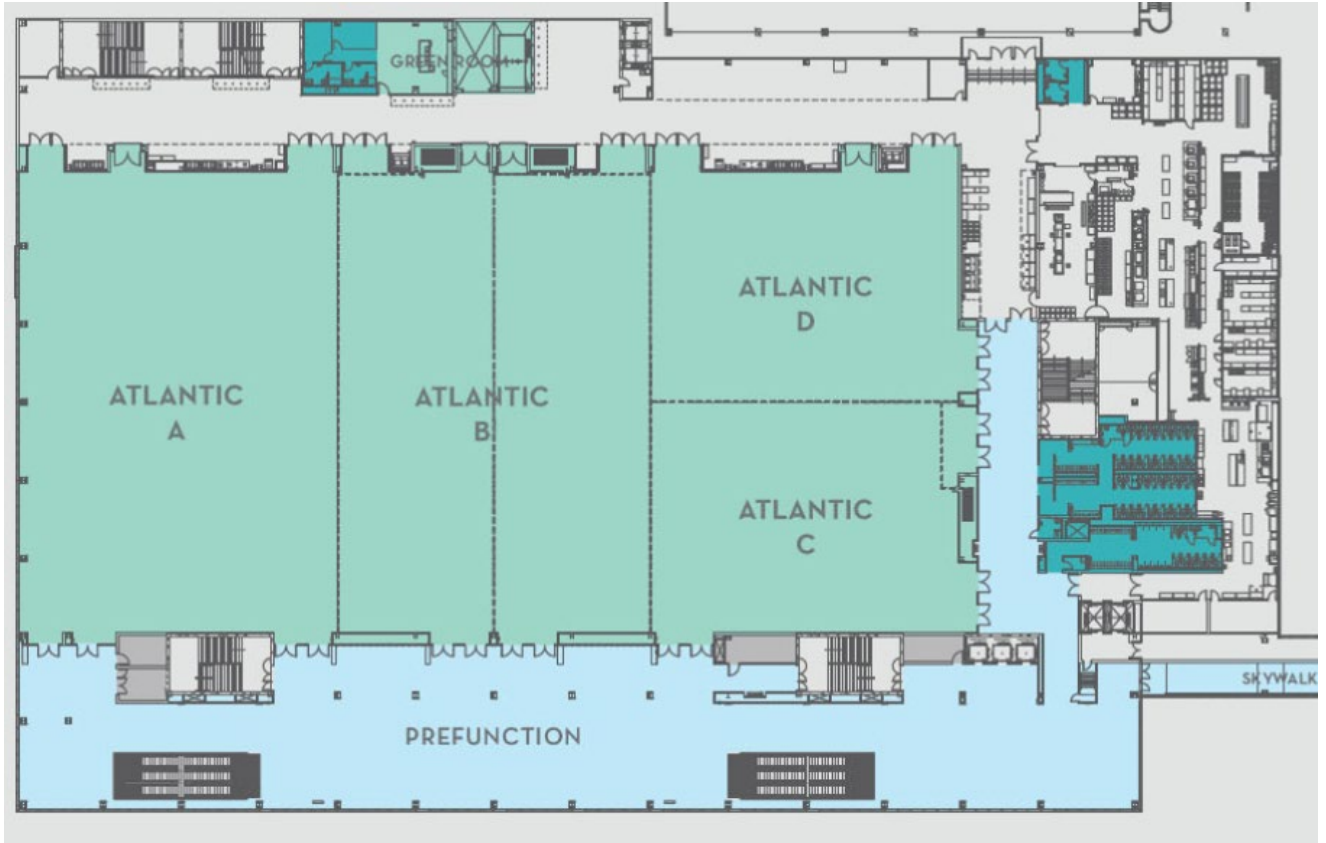 GREEN ROOM
ATLANTIC
D
ATLANTIC
A
ATLANTIC
B
ATLANTIC
C
SKYWALK
PREFUNCTION